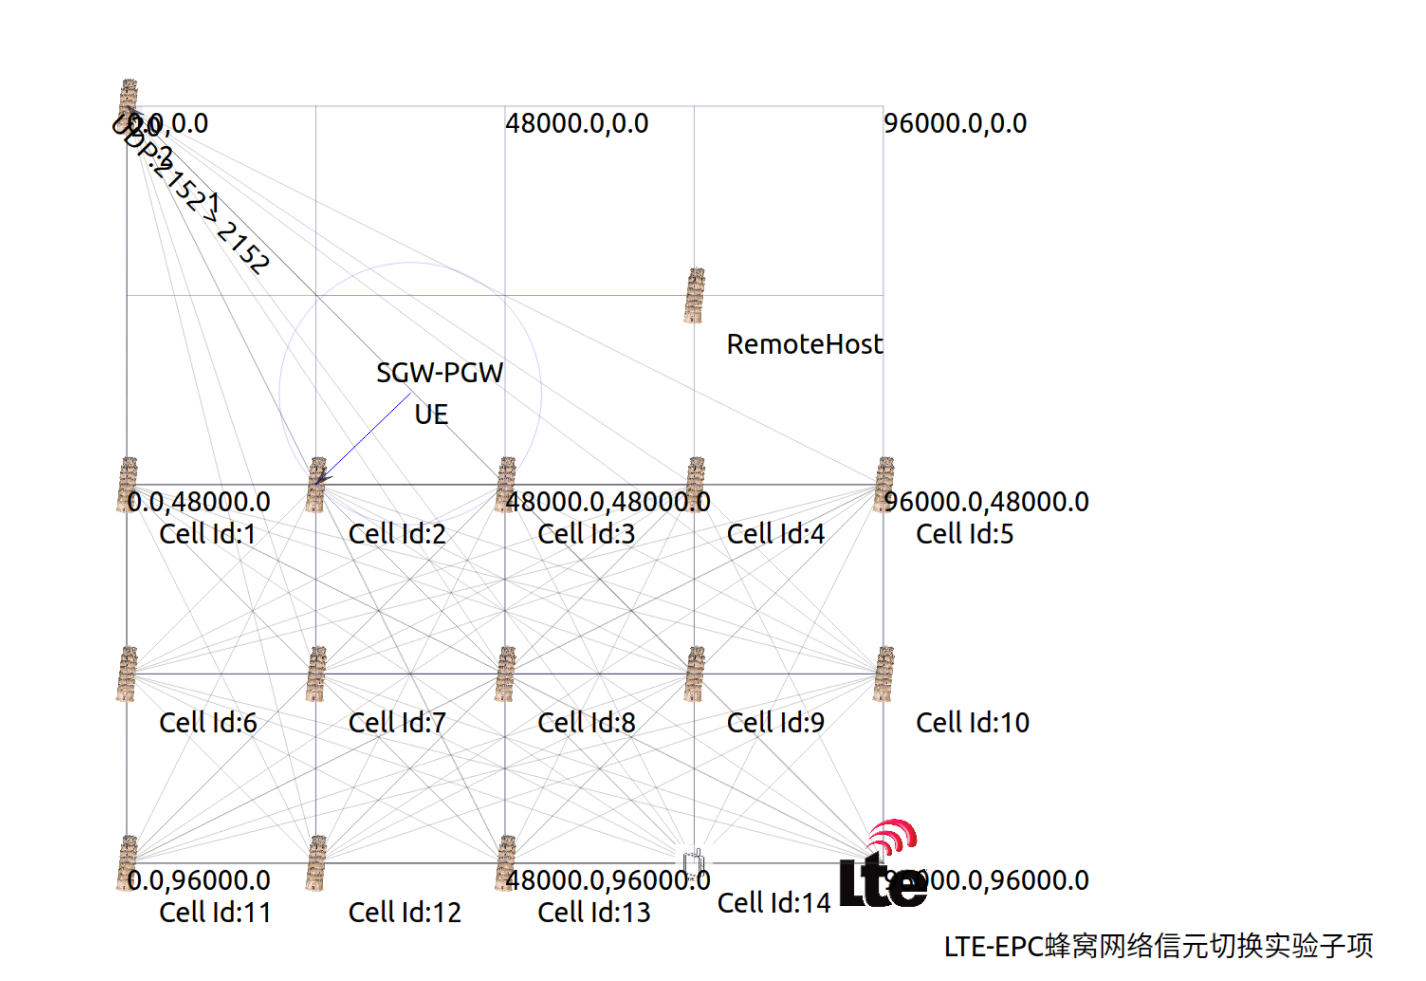 0.0,0.0
48000.0,0.0
96000.0,0.0
UDP:2152 > 2152
RemoteHost
SGW-PGW
UE
0.0,48000.0
48000.0,48000.0
96000.0,48000.0
Cell Id:1
Cell Id:2
Cell Id:3
Cell Id:4
Cell Id:5
Cell Id:6
Cell Id:7
Cell Id:8
Cell Id:9
Cell Id:10
0.0,96000.0
48000.0,96000.0
Lte
Cell Id:11
Cell Id:12
Cell Id:13
Cell Id:14
LTE-EPC蜂窝网络信元切换实验子项